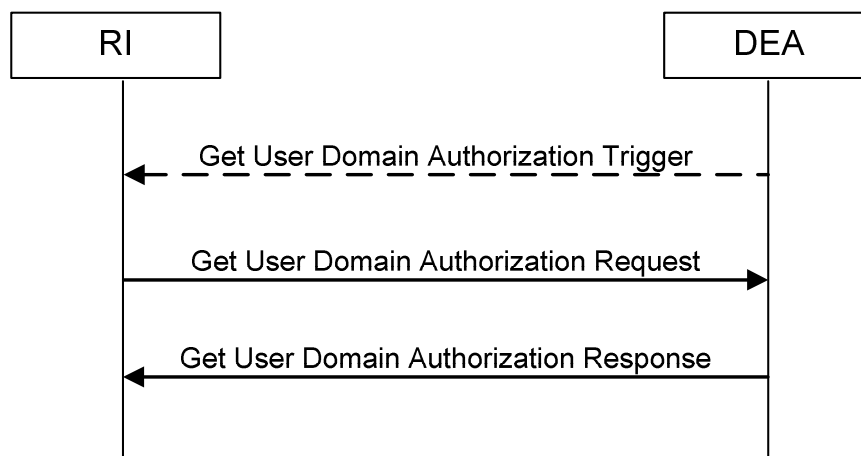 RI
DEA
Get User Domain Authorization Trigger
Get User Domain Authorization Request
Get User Domain Authorization Response